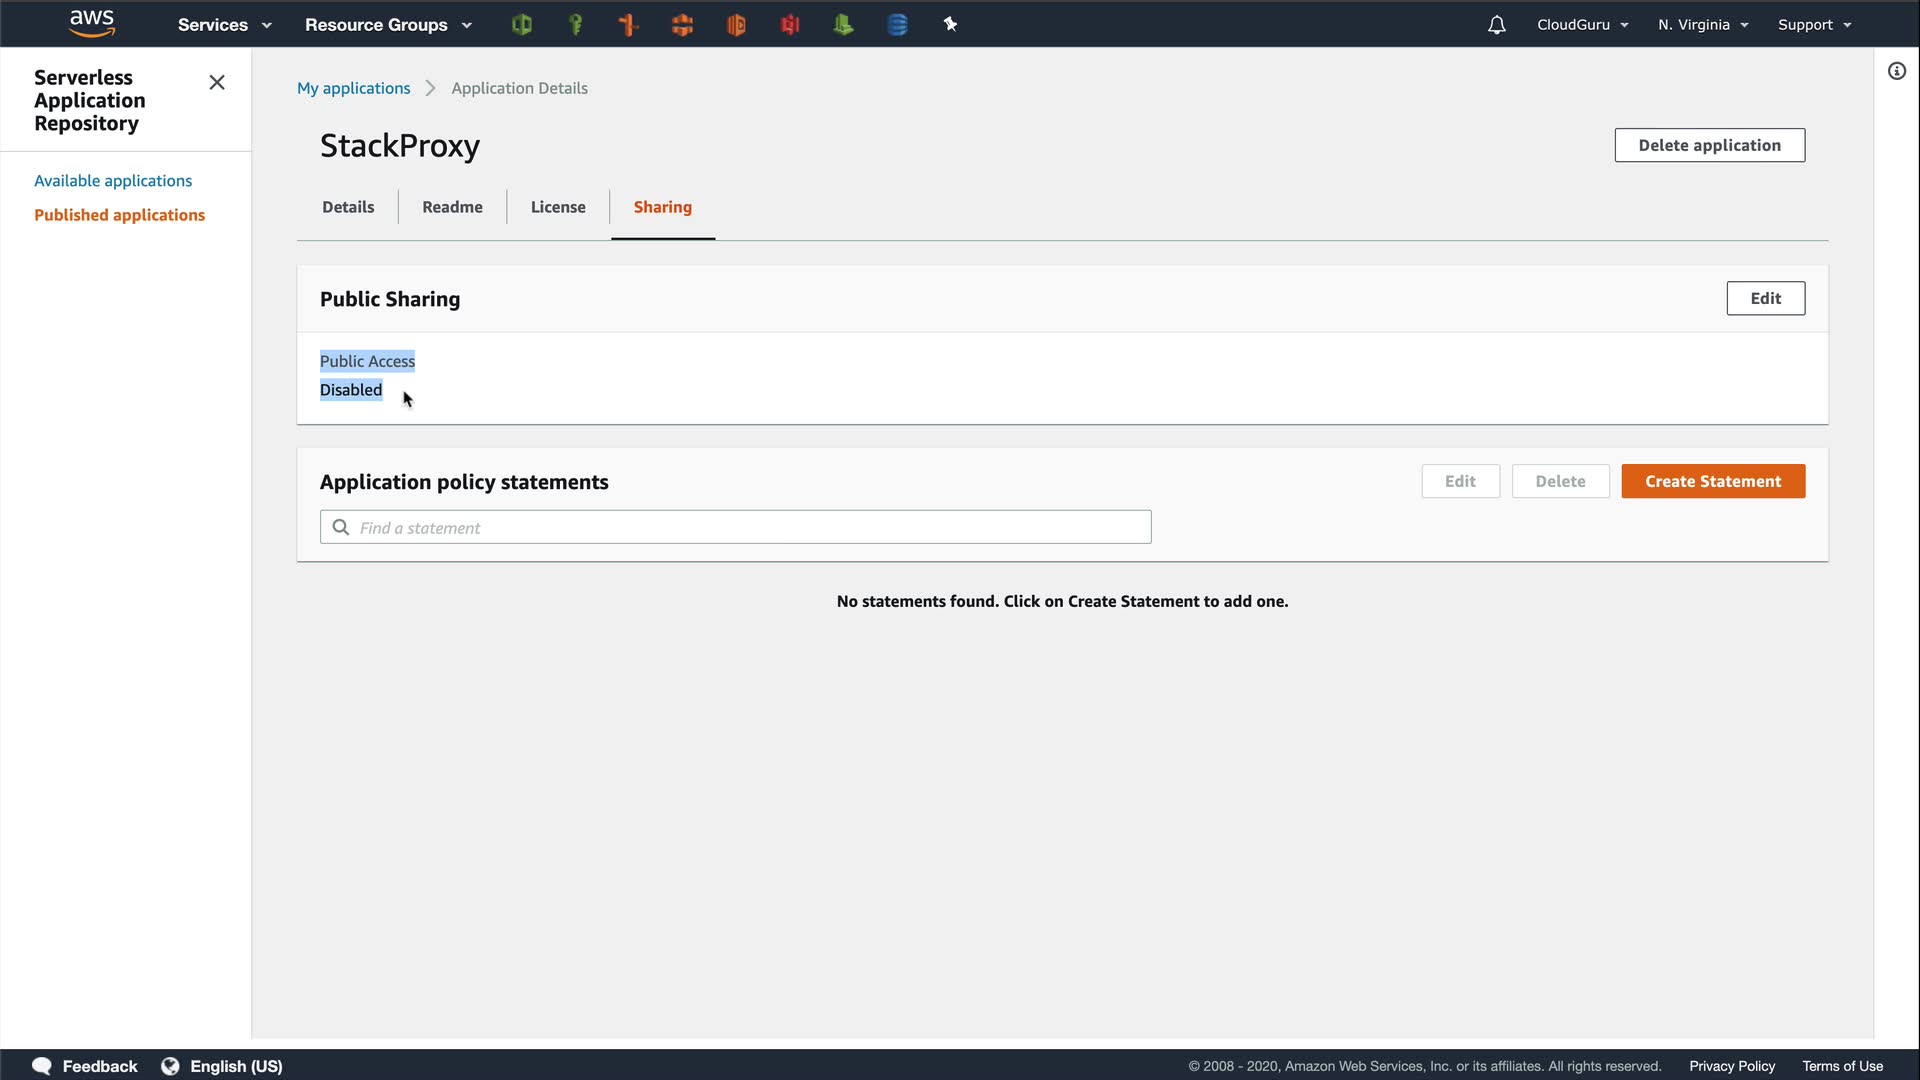 aws Services Resource Groups CloudGuru N. Virginia Support
Serverless
Application
Repository
Available applications
Published applications
My applications Application Details
StackProxy
Delete application
Details Readme License Sharing
Public Sharing
Edit
Public Access
Disabled
Application policy statements
Edit Delete Create Statement
Find a statement
No statements found. Click on Create Statement to add one.
Feedback English (US) © 2008 - 2020, Amazon Web Services, Inc. or its affiliates. All rights reserved. Privacy Policy Terms of Use